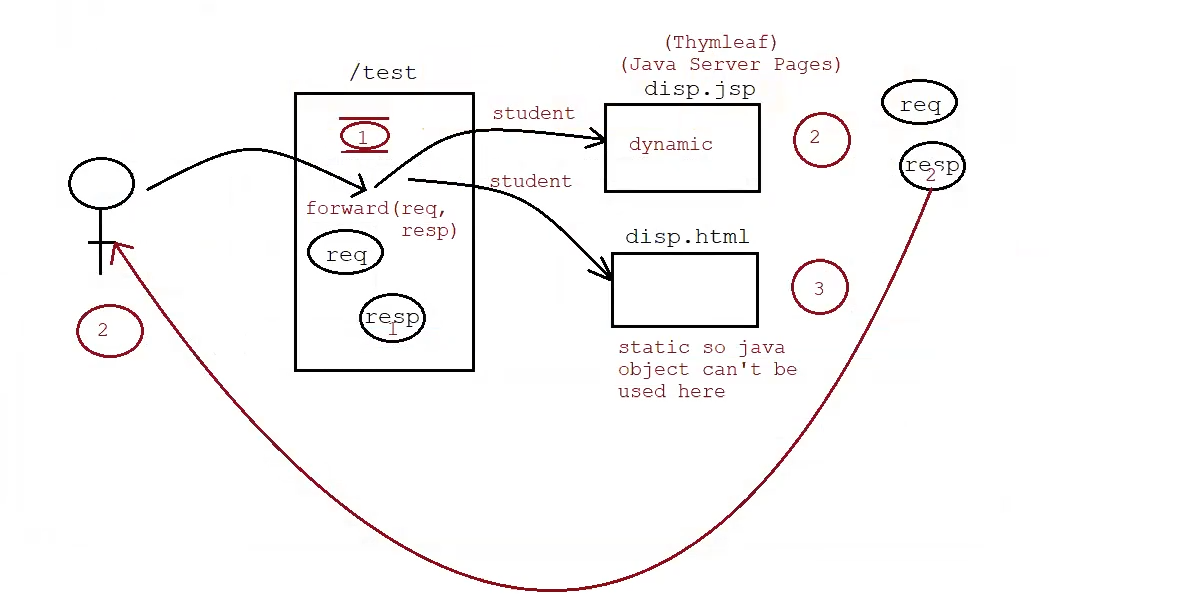 (Thymleaf)
(Java Server Pages)
/test
disp.jsp
student
1
dynamic
2
req
resp
2
student
forward(req,
resp)
req
disp.html
resp
1
3
2
static so java
object can't be
used here